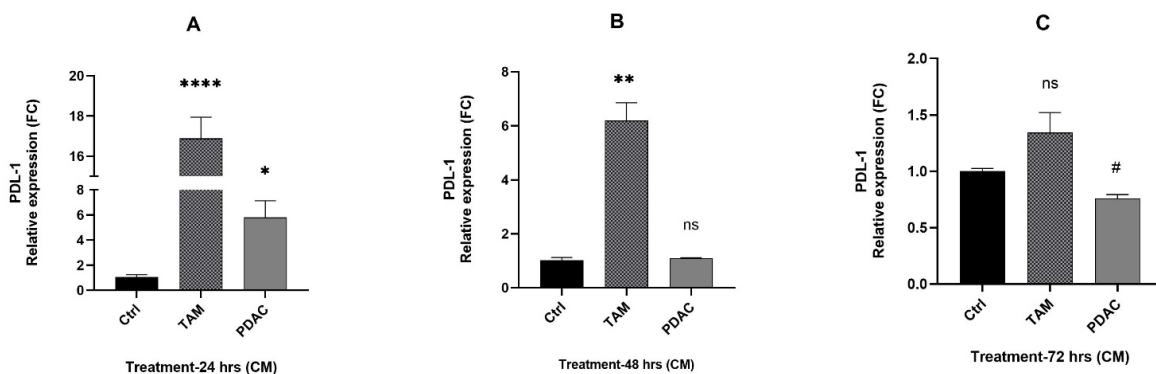 A
PDL-1
Relative expression (FC)
20
18
16
8
6
4
2
0
****
*
Ctrl
TAM
PDAC
Treatment-24 hrs (CM)
B
PDL-1
Relative expression (FC)
8
6
4
2
0
**
ns
Ctrl
TAM
PDAC
Treatment-48 hrs (CM)
C
PDL-1
Relative expression (FC)
2.0
1.5
1.0
0.5
0.0
ns
#
Ctrl
TAM
PDAC
Treatment-72 hrs (CM)